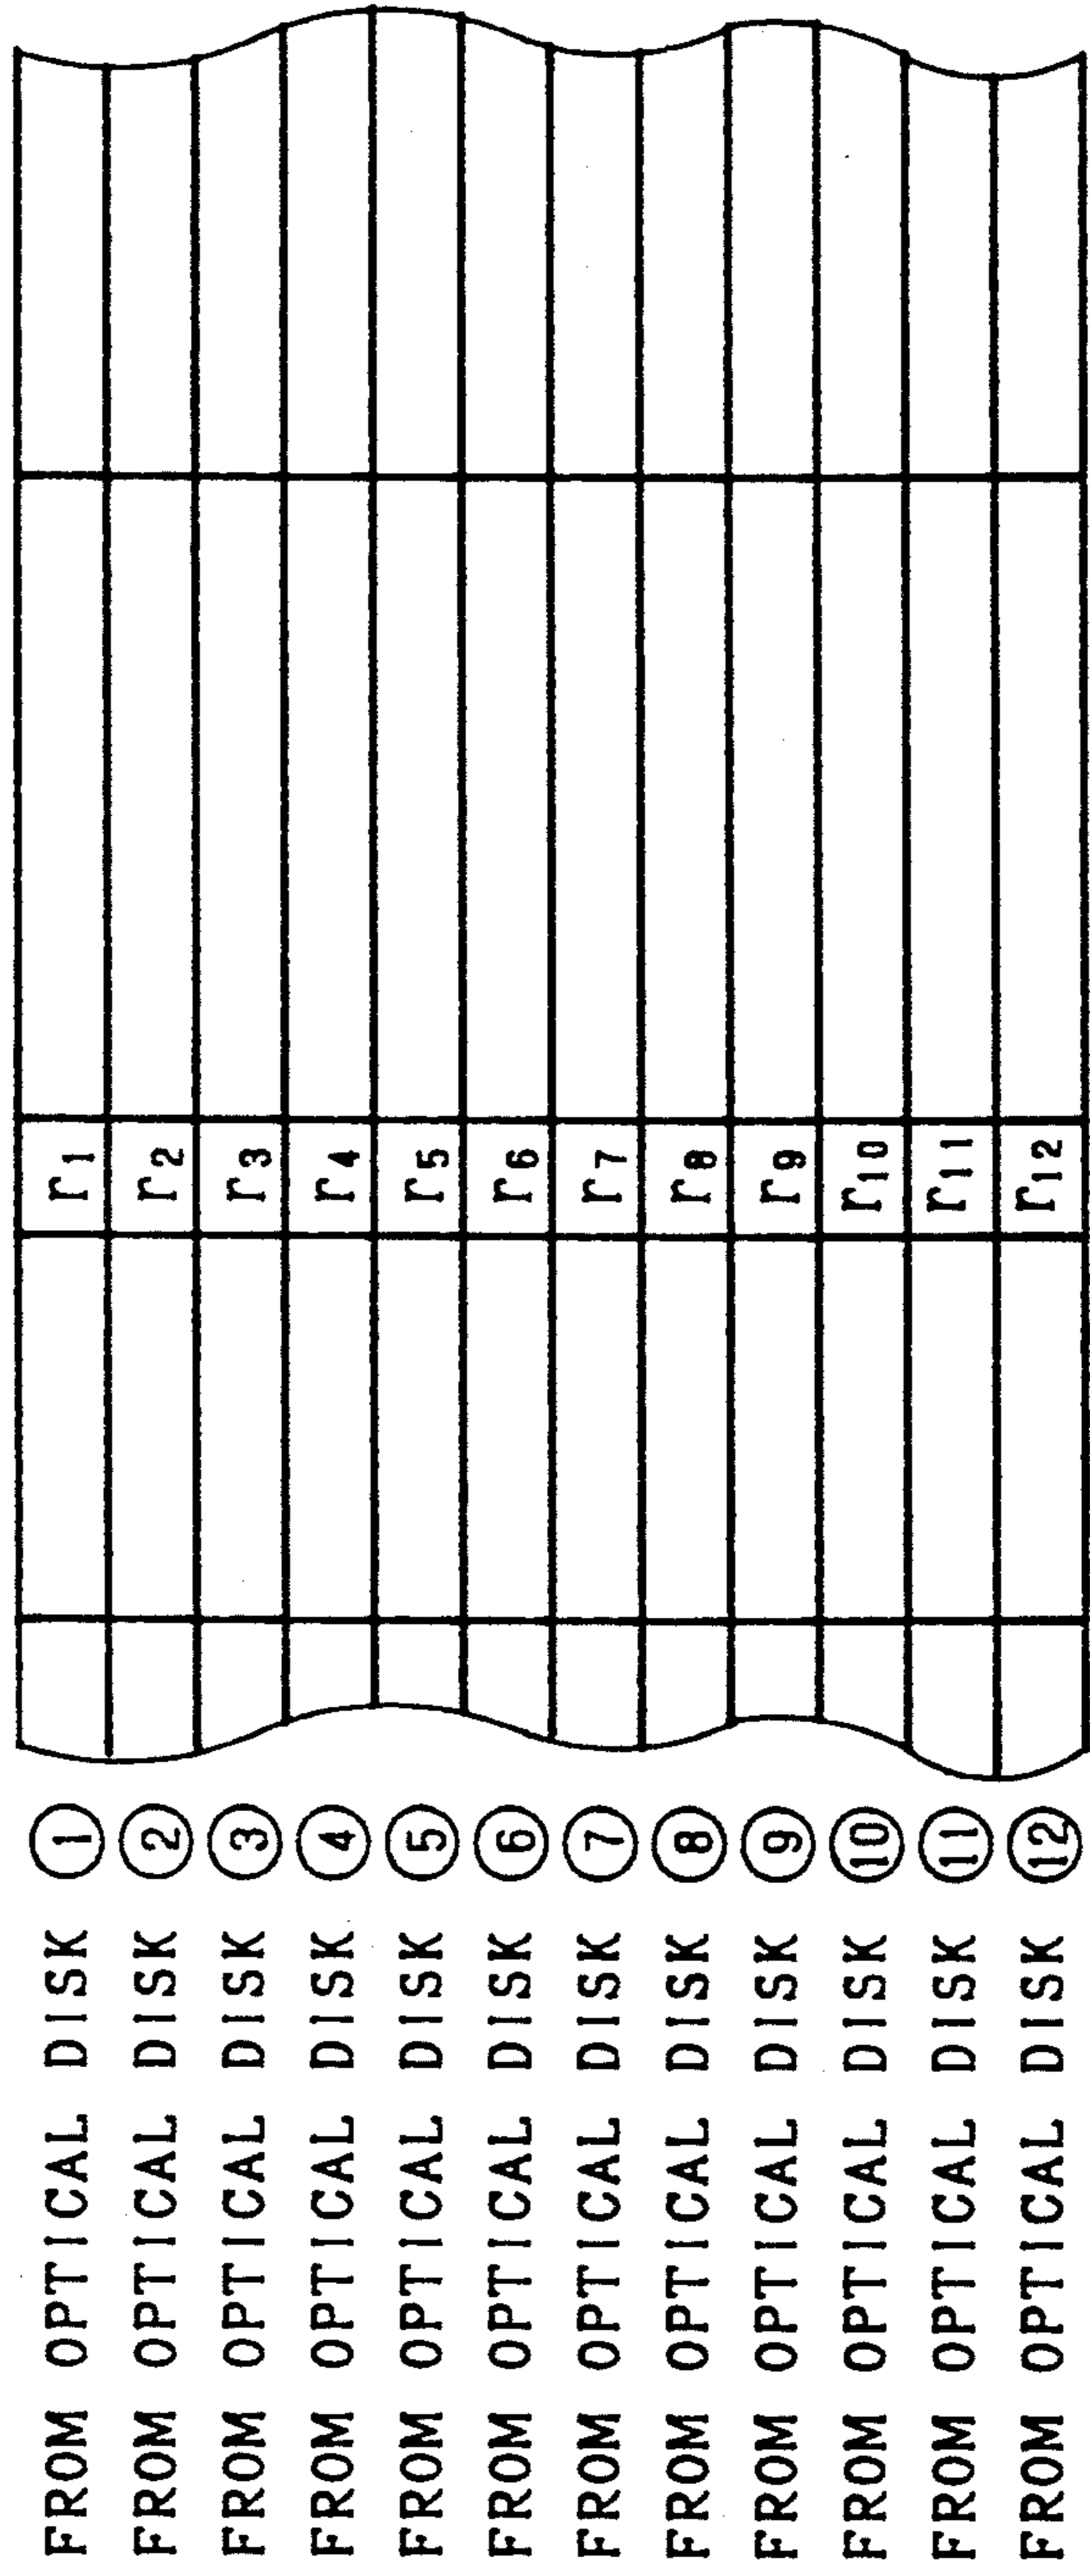 FROM OPTICAL DISK ① r₁
FROM OPTICAL DISK ② r₂
FROM OPTICAL DISK ③ r₃
FROM OPTICAL DISK ④ r₄
FROM OPTICAL DISK ⑤ r₅
FROM OPTICAL DISK ⑥ r₆
FROM OPTICAL DISK ⑦ r₇
FROM OPTICAL DISK ⑧ r₈
FROM OPTICAL DISK ⑨ r₉
FROM OPTICAL DISK ⑩ r₁₀
FROM OPTICAL DISK ⑪ r₁₁
FROM OPTICAL DISK ⑫ r₁₂